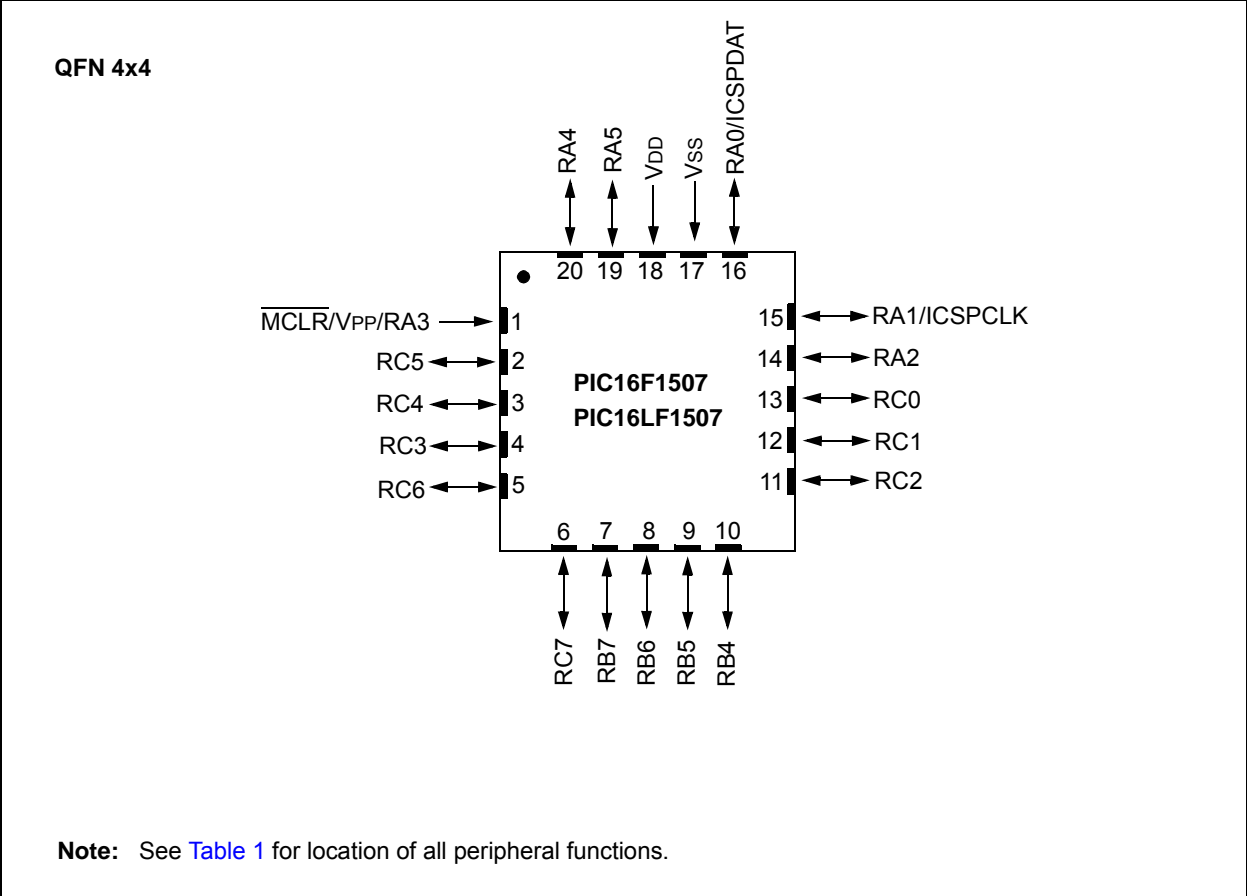 QFN 4x4
RA4
RA5
VDD
VSS
RA0/ICSPDAT
20 19 18 17 16
MCLR/VPP/RA3 1
RC5 2
RC4 3
RC3 4
RC6 5
PIC16F1507
PIC16LF1507
15 RA1/ICSPCLK
14 RA2
13 RC0
12 RC1
11 RC2
6 7 8 9 10
RC7
RB7
RB6
RB5
RB4
Note: See Table 1 for location of all peripheral functions.